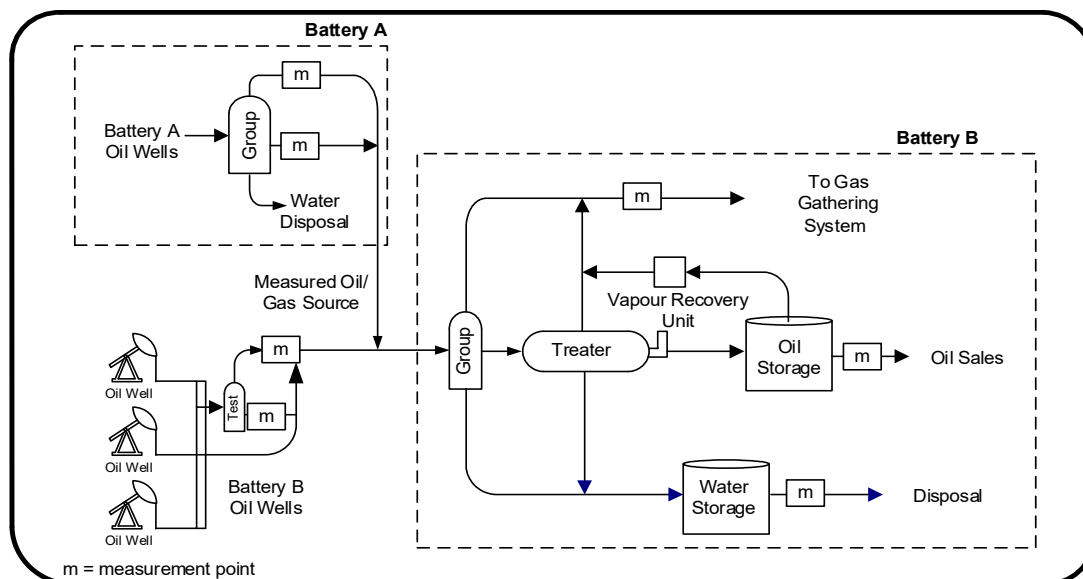 Battery A
m
Group
m
Battery A
Oil Wells
Water
Disposal
Battery B
m
To Gas
Gathering
System
Measured Oil/
Gas Source
Vapour Recovery
Unit
Group
Treater
Oil
Storage
m
Oil Sales
m
Test
m
Oil Well
Oil Well
Oil Well
Battery B
Oil Wells
Water
Storage
m
Disposal
m = measurement point